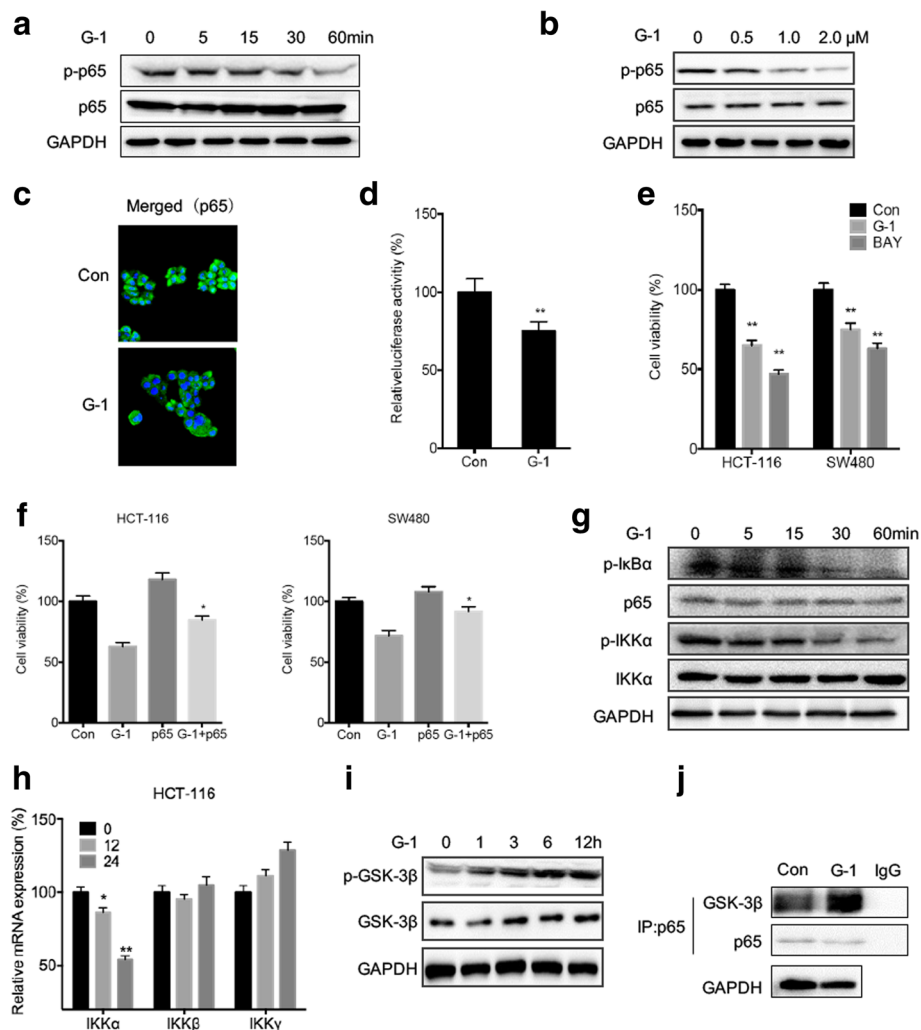 a
G-1 0 5 15 30 60min
p-p65
p65
GAPDH
b
G-1 0 0.5 1.0 2.0 μM
p-p65
p65
GAPDH
c
Merged (p65)
Con
G-1
d
Relativeluciferase activitiy (%)
150
100
50
0
**
Con G-1
e
Cell viability (%)
150
100
50
0
Con
G-1
BAY
** ** ** **
HCT-116 SW480
f
HCT-116
Cell viability (%)
150
100
50
0
*
Con G-1 p65 G-1+p65
SW480
Cell viability (%)
150
100
50
0
*
Con G-1 p65 G-1+p65
g
G-1 0 5 15 30 60min
p-IκBα
p65
p-IKKα
IKKα
GAPDH
h
HCT-116
Relative mRNA expression (%)
150
100
50
0
12
24
* **
IKKα IKKβ IKKγ
i
G-1 0 1 3 6 12h
p-GSK-3β
GSK-3β
GAPDH
j
Con G-1 IgG
IP:p65
GSK-3β
p65
GAPDH